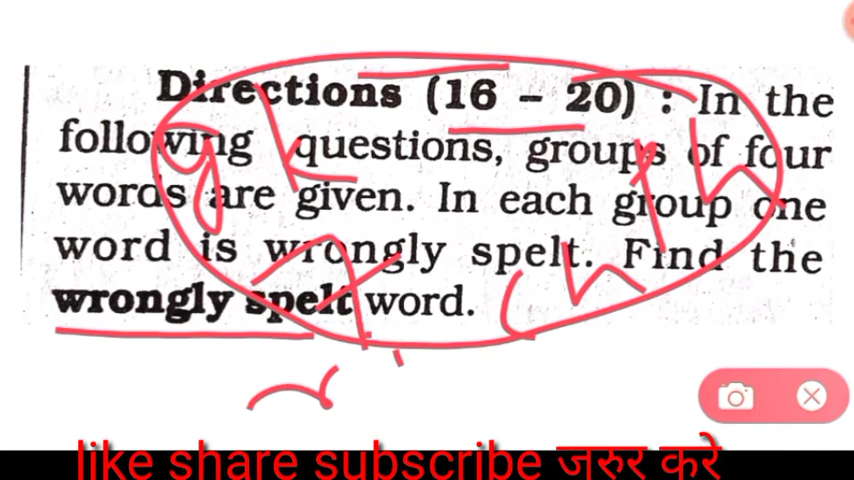 Directions (16 – 20) : In the
following questions, groups of four
words are given. In each group one
word is wrongly spelt. Find the
wrongly spelt word.
like share subscribe जरुर करे